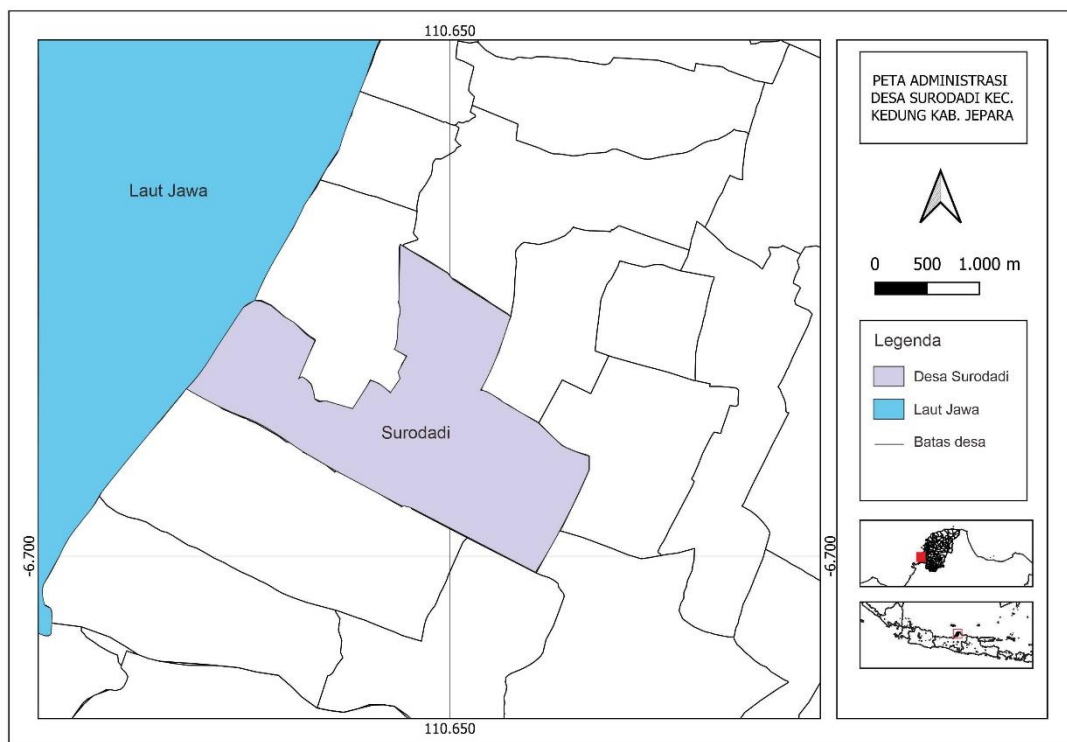 110.650
Laut Jawa
Surodadi
-6.700
-6.700
110.650
PETA ADMINISTRASI
DESA SURODADI KEC.
KEDUNG KAB. JEPARA
0 500 1.000 m
Legenda
Desa Surodadi
Laut Jawa
Batas desa